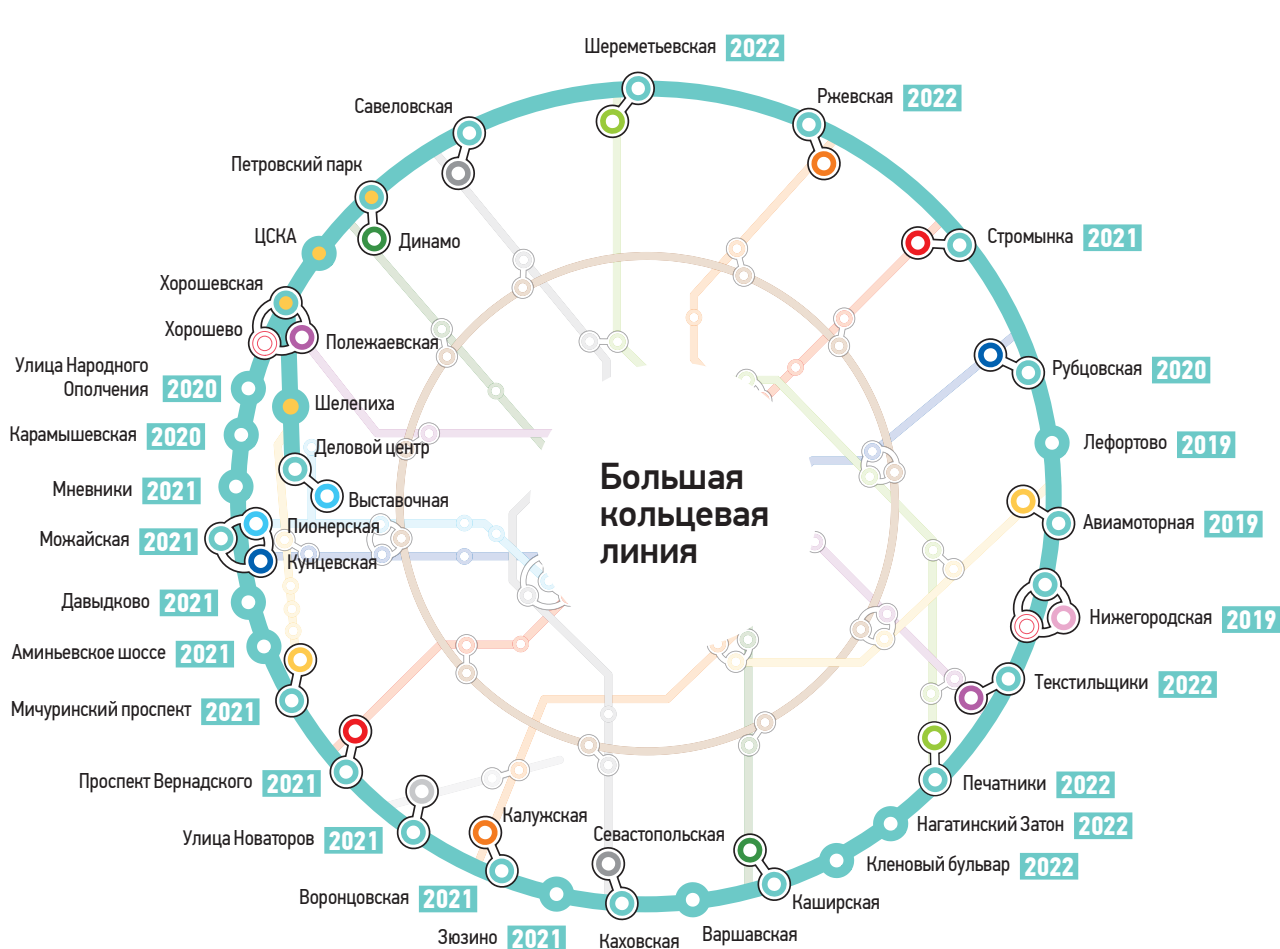 Шереметьевская 2022
Ржевская 2022
Савеловская
Петровский парк
Динамо
ЦСКА
Стромынка 2021
Хорошевская
Хорошево
Полежаевская
Улица Народного
Ополчения 2020
Рубцовская 2020
Шелепиха
Карамышевская 2020
Лефортово 2019
Деловой центр
Мневники 2021
Выставочная
Большая
кольцевая
линия
Авиамоторная 2019
Можайская 2021
Пионерская
Кунцевская
Давыдково 2021
Нижегородская 2019
Аминьевское шоссе 2021
Текстильщики 2022
Мичуринский проспект 2021
Проспект Вернадского 2021
Печатники 2022
Улица Новаторов 2021
Калужская
Севастопольская
Нагатинский Затон 2022
Кленовый бульвар 2022
Воронцовская 2021
Каширская
Зюзино 2021
Каховская
Варшавская